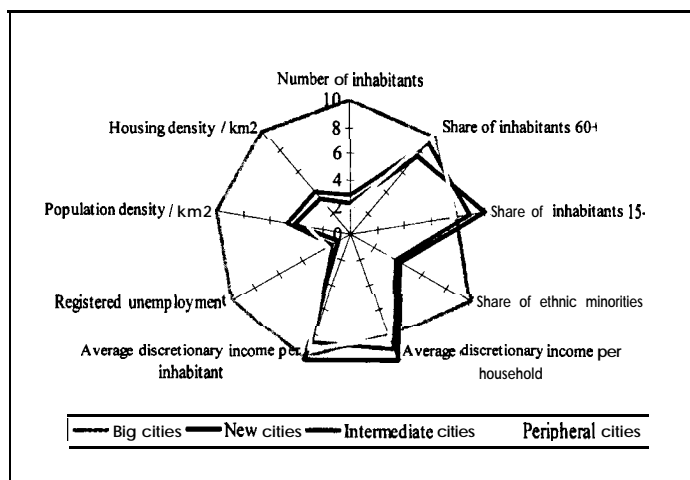 Number of inhabitants
10
Housing density / km2
8
Share of inhabitants 60+
6
4
Population density / km2
2
Share of inhabitants 15-
0
Registered unemployment
Share of ethnic minorities
Average discretionary income per
inhabitant
Average discretionary income per
household
Big cities New cities Intermediate cities Peripheral cities